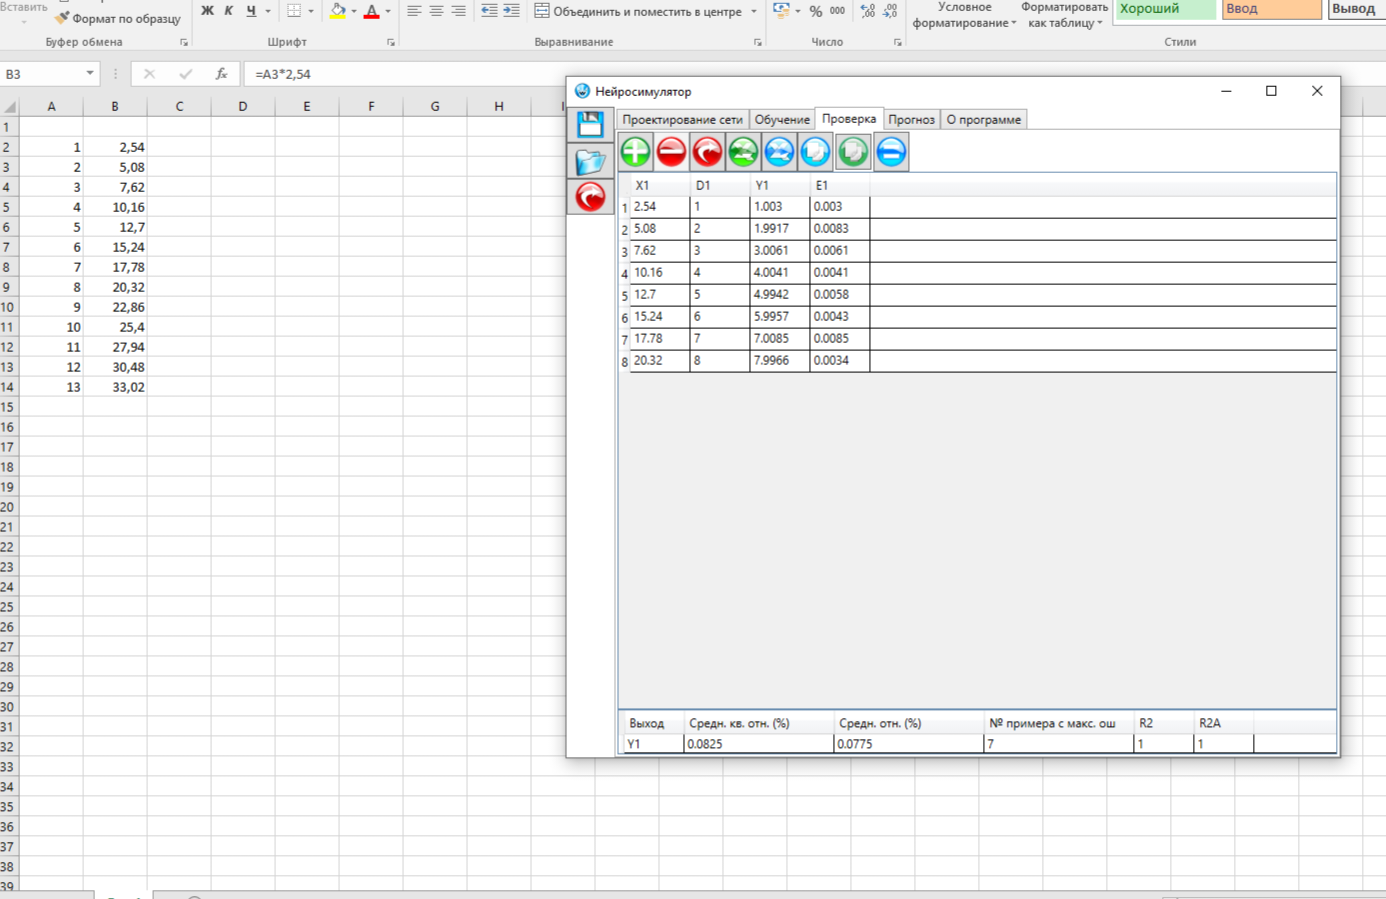 Вставить
Формат по образцу
Ж К Ч
А
Объединить и поместить в центре
% 000
Условное форматирование
Форматировать как таблицу
Хороший
Ввод
Вывод
Буфер обмена
Шрифт
Выравнивание
Число
Стили
B3
fx
=A3*2,54
A B C D E F G H
1
2 1 2,54
3 2 5,08
4 3 7,62
5 4 10,16
6 5 12,7
7 6 15,24
8 7 17,78
9 8 20,32
10 9 22,86
11 10 25,4
12 11 27,94
13 12 30,48
14 13 33,02
15
16
17
18
19
20
21
22
23
24
25
26
27
28
29
30
31
32
33
34
35
36
37
38
39
Нейросимулятор
Проектирование сети Обучение Проверка Прогноз О программе
X1 D1 Y1 E1
1 2.54 1 1.003 0.003
2 5.08 2 1.9917 0.0083
3 7.62 3 3.0061 0.0061
4 10.16 4 4.0041 0.0041
5 12.7 5 4.9942 0.0058
6 15.24 6 5.9957 0.0043
7 17.78 7 7.0085 0.0085
8 20.32 8 7.9966 0.0034
Выход Средн. кв. отн. (%) Средн. отн. (%) № примера с макс. ош R2 R2A
Y1 0.0825 0.0775 7 1 1